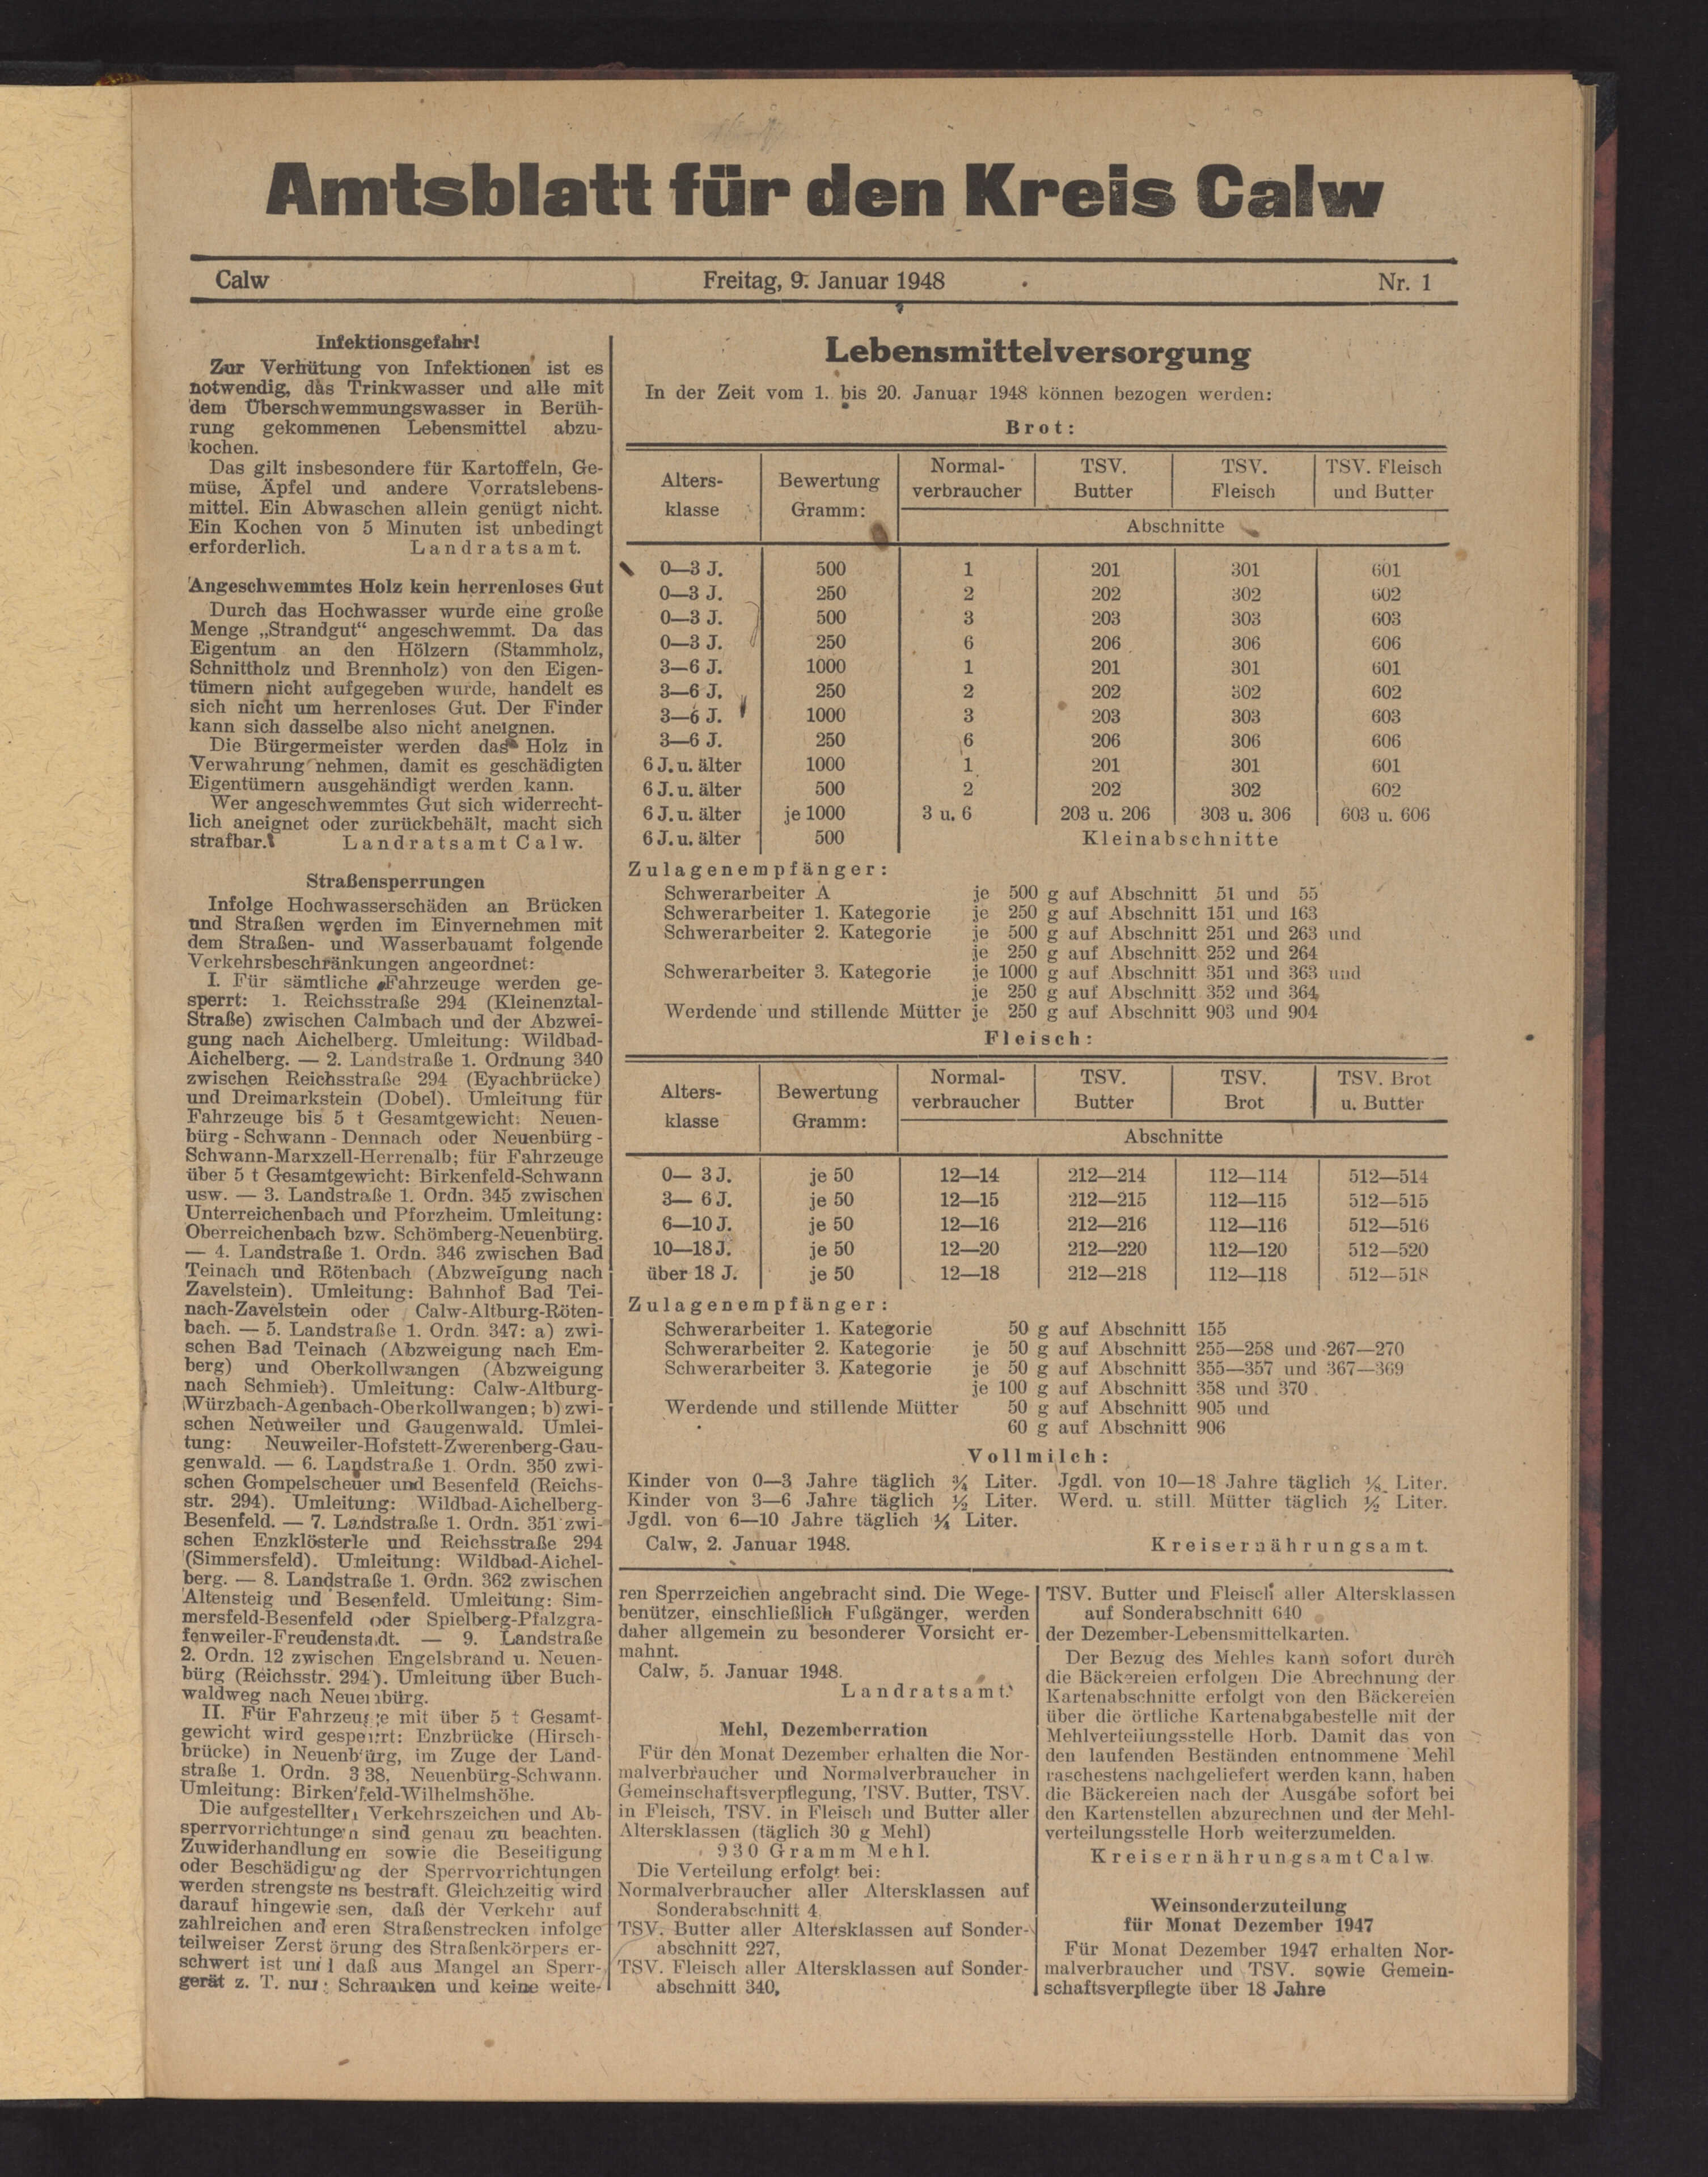 Amtsblatt für den Kreis Calw
Calw
Freitag, 9. Januar 1948
Nr. 1
Infektionsgefahr!
Zur Verhütung von Infektionen ist es
notwendig, das Trinkwasser und alle mit
dem Überschwemmungswasser in Berüh-
rung gekommenen Lebensmittel abzu-
kochen.
Das gilt insbesondere für Kartoffeln, Ge-
müse, Äpfel und andere Vorratslebens-
mittel. Ein Abwaschen allein genügt nicht.
Ein Kochen von 5 Minuten ist unbedingt
erforderlich. Landratsamt.
Angeschwemmtes Holz kein herrenloses Gut
Durch das Hochwasser wurde eine große
Menge „Strandgut“ angeschwemmt. Da das
Eigentum an den Hölzern (Stammholz,
Schnittholz und Brennholz) von den Eigen-
tümern nicht aufgegeben wurde, handelt es
sich nicht um herrenloses Gut. Der Finder
kann sich dasselbe also nicht aneignen.
Die Bürgermeister werden das Holz in
Verwahrung nehmen, damit es geschädigten
Eigentümern ausgehändigt werden kann.
Wer angeschwemmtes Gut sich widerrecht-
lich aneignet oder zurückbehält, macht sich
strafbar. Landratsamt Calw.
Straßensperrungen
Infolge Hochwasserschäden an Brücken
und Straßen werden im Einvernehmen mit
dem Straßen- und Wasserbauamt folgende
Verkehrsbeschränkungen angeordnet:
I. Für sämtliche Fahrzeuge werden ge-
sperrt: 1. Reichsstraße 294 (Kleinenztal-
Straße) zwischen Calmbach und der Abzwei-
gung nach Aichelberg. Umleitung: Wildbad-
Aichelberg. — 2. Landstraße 1. Ordnung 340
zwischen Reichsstraße 294 (Eyachbrücke)
und Dreimarkstein (Dobel). Umleitung für
Fahrzeuge bis 5 t Gesamtgewicht: Neuen-
bürg - Schwann - Dennach oder Neuenbürg -
Schwann-Marxzell-Herrenalb; für Fahrzeuge
über 5 t Gesamtgewicht: Birkenfeld-Schwann
usw. — 3. Landstraße 1. Ordn. 345 zwischen
Unterreichenbach und Pforzheim. Umleitung:
Oberreichenbach bzw. Schömberg-Neuenbürg.
— 4. Landstraße 1. Ordn. 346 zwischen Bad
Teinach und Rötenbach (Abzweigung nach
Zavelstein). Umleitung: Bahnhof Bad Tei-
nach-Zavelstein oder Calw-Altburg-Röten-
bach. — 5. Landstraße 1. Ordn. 347: a) zwi-
schen Bad Teinach (Abzweigung nach Em-
berg) und Oberkollwangen (Abzweigung
nach Schmieh). Umleitung: Calw-Altburg-
Würzbach-Agenbach-Oberkollwangen; b) zwi-
schen Neuweiler und Gaugenwald. Umlei-
tung: Neuweiler-Hofstett-Zwerenberg-Gau-
genwald. — 6. Landstraße 1. Ordn. 350 zwi-
schen Gompelscheuer und Besenfeld (Reichs-
str. 294). Umleitung: Wildbad-Aichelberg-
Besenfeld. — 7. Landstraße 1. Ordn. 351 zwi-
schen Enzklösterle und Reichsstraße 294
(Simmersfeld). Umleitung: Wildbad-Aichel-
berg. — 8. Landstraße 1. Ordn. 362 zwischen
Altensteig und Besenfeld. Umleitung: Sim-
mersfeld-Besenfeld oder Spielberg-Pfalzgra-
fenweiler-Freudenstadt. — 9. Landstraße
2. Ordn. 12 zwischen Engelsbrand u. Neuen-
bürg (Reichsstr. 294). Umleitung über Buch-
waldweg nach Neuenbürg.
II. Für Fahrzeuge mit über 5 t Gesamt-
gewicht wird gesperrt: Enzbrücke (Hirsch-
brücke) in Neuenbürg, im Zuge der Land-
straße 1. Ordn. 338, Neuenbürg-Schwann.
Umleitung: Birkenfeld-Wilhelmshöhe.
Die aufgestellten Verkehrszeichen und Ab-
sperrvorrichtungen sind genau zu beachten.
Zuwiderhandlungen sowie die Beseitigung
oder Beschädigung der Sperrvorrichtungen
werden strengstens bestraft. Gleichzeitig wird
darauf hingewiesen, daß der Verkehr auf
zahlreichen anderen Straßenstrecken infolge
teilweiser Zerstörung des Straßenkörpers er-
schwert ist und daß aus Mangel an Sperr-
gerät z. T. nur Schranken und keine weite-
Lebensmittelversorgung
In der Zeit vom 1. bis 20. Januar 1948 können bezogen werden:
Brot:
Alters- klasse Bewertung Gramm: Normal- verbraucher TSV. Butter TSV. Fleisch TSV. Fleisch und Butter
Abschnitte
0—3 J. 500 1 201 301 601
0—3 J. 250 2 202 302 602
0—3 J. 500 3 203 303 603
0—3 J. 250 6 206 306 606
3—6 J. 1000 1 201 301 601
3—6 J. 250 2 202 302 602
3—6 J. 1000 3 203 303 603
3—6 J. 250 6 206 306 606
6 J. u. älter 1000 1 201 301 601
6 J. u. älter 500 2 202 302 602
6 J. u. älter je 1000 3 u. 6 203 u. 206 303 u. 306 603 u. 606
6 J. u. älter 500 Kleinabschnitte
Zulagenempfänger:
Schwerarbeiter A je 500 g auf Abschnitt 51 und 55
Schwerarbeiter 1. Kategorie je 250 g auf Abschnitt 151 und 163
Schwerarbeiter 2. Kategorie je 500 g auf Abschnitt 251 und 263 und
je 250 g auf Abschnitt 252 und 264
Schwerarbeiter 3. Kategorie je 1000 g auf Abschnitt 351 und 363 und
je 250 g auf Abschnitt 352 und 364
Werdende und stillende Mütter je 250 g auf Abschnitt 903 und 904
Fleisch:
Alters- klasse Bewertung Gramm: Normal- verbraucher TSV. Butter TSV. Brot TSV. Brot u. Butter
Abschnitte
0— 3 J. je 50 12—14 212—214 112—114 512—514
3— 6 J. je 50 12—15 212—215 112—115 512—515
6—10 J. je 50 12—16 212—216 112—116 512—516
10—18 J. je 50 12—20 212—220 112—120 512—520
über 18 J. je 50 12—18 212—218 112—118 512—518
Zulagenempfänger:
Schwerarbeiter 1. Kategorie 50 g auf Abschnitt 155
Schwerarbeiter 2. Kategorie je 50 g auf Abschnitt 255—258 und 267—270
Schwerarbeiter 3. Kategorie je 50 g auf Abschnitt 355—357 und 367—369
je 100 g auf Abschnitt 358 und 370
Werdende und stillende Mütter 50 g auf Abschnitt 905 und
60 g auf Abschnitt 906
Vollmilch:
Kinder von 0—3 Jahre täglich ¾ Liter. Jgdl. von 10—18 Jahre täglich ⅛ Liter.
Kinder von 3—6 Jahre täglich ½ Liter. Werd. u. still. Mütter täglich ½ Liter.
Jgdl. von 6—10 Jahre täglich ¼ Liter.
Calw, 2. Januar 1948. Kreisernährungsamt.
ren Sperrzeichen angebracht sind. Die Wege-
benützer, einschließlich Fußgänger, werden
daher allgemein zu besonderer Vorsicht er-
mahnt.
Calw, 5. Januar 1948.
Landratsamt.
Mehl, Dezemberration
Für den Monat Dezember erhalten die Nor-
malverbraucher und Normalverbraucher in
Gemeinschaftsverpflegung, TSV. Butter, TSV.
in Fleisch, TSV. in Fleisch und Butter aller
Altersklassen (täglich 30 g Mehl)
930 Gramm Mehl.
Die Verteilung erfolgt bei:
Normalverbraucher aller Altersklassen auf
Sonderabschnitt 4,
TSV. Butter aller Altersklassen auf Sonder-
abschnitt 227,
TSV. Fleisch aller Altersklassen auf Sonder-
abschnitt 340,
TSV. Butter und Fleisch aller Altersklassen
auf Sonderabschnitt 640
der Dezember-Lebensmittelkarten.
Der Bezug des Mehles kann sofort durch
die Bäckereien erfolgen. Die Abrechnung der
Kartenabschnitte erfolgt von den Bäckereien
über die örtliche Kartenabgabestelle mit der
Mehlverteilungsstelle Horb. Damit das von
den laufenden Beständen entnommene Mehl
raschestens nachgeliefert werden kann, haben
die Bäckereien nach der Ausgabe sofort bei
den Kartenstellen abzurechnen und der Mehl-
verteilungsstelle Horb weiterzumelden.
Kreisernährungsamt Calw.
Weinsonderzuteilung
für Monat Dezember 1947
Für Monat Dezember 1947 erhalten Nor-
malverbraucher und TSV. sowie Gemein-
schaftsverpflegte über 18 Jahre